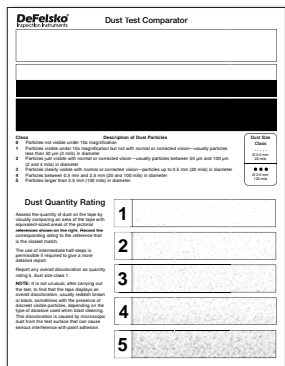 DeFelsko
Inspection Instruments
Dust Test Comparator
Class Description of Dust Particles
0 Particles not visible under 10x magnification
1 Particles visible under 10x magnification but not with normal or corrected vision—usually particles
less than 50 µm (2 mils) in diameter
2 Particles just visible with normal or corrected vision—usually particles between 50 µm and 100 µm
(2 and 4 mils) in diameter
3 Particles clearly visible with normal or corrected vision—particles up to 0.5 mm (20 mils) in diameter
4 Particles between 0.5 mm and 2.5 mm (20 and 100 mils) in diameter
5 Particles larger than 2.5 mm (100 mils) in diameter
Dust Size
Class
Ø 0.5 mm
20 mils
Ø 2.5 mm
100 mils
Dust Quantity Rating
Assess the quantity of dust on the tape by
visually comparing an area of the tape with
equivalent-sized areas of the pictorial
references shown on the right. Record the
corresponding rating to the reference that
is the closest match.
The use of intermediate half-steps is
permissible if required to give a more
detailed report.
Report any overall discoloration as quantity
rating 5, dust size class 1.
NOTE: It is not unusual, after carrying out
the test, to find that the tape displays an
overall discoloration, usually reddish brown
or black, sometimes with the presence of
discreet visible particles, depending on the
type of abrasive used when blast cleaning.
This discoloration is caused by microscopic
dust from the test surface that can cause
serious interference with paint adhesion.
1
2
3
4
5